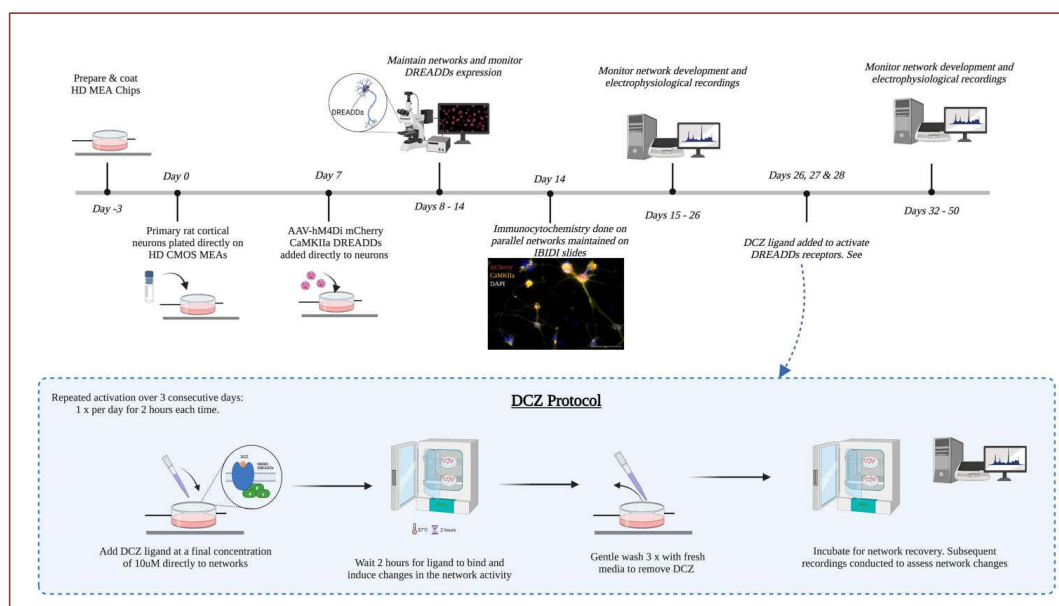 Prepare & coat
HD MEA Chips
Maintain networks and monitor
DREADDs expression
DREADDs
Monitor network development and
electrophysiological recordings
Monitor network development and
electrophysiological recordings
Day -3
Day 0
Day 7
Days 8 - 14
Day 14
Days 15 - 26
Days 26, 27 & 28
Days 32 - 50
Primary rat cortical
neurons plated directly on
HD CMOS MEAs
AAV-hM4Di mCherry
CaMKIIa DREADDs
added directly to neurons
Immunocytochemistry done on
parallel networks maintained on
IBIDI slides
mCherry
CaMKIIa
DAPI
DCZ ligand added to activate
DREADDs receptors. See
Repeated activation over 3 consecutive days:
1 x per day for 2 hours each time.
DCZ Protocol
DCZ
DREADDs
Add DCZ ligand at a final concentration
of 10uM directly to networks
37°C
2 hours
Wait 2 hours for ligand to bind and
induce changes in the network activity
Gentle wash 3 x with fresh
media to remove DCZ
Incubate for network recovery. Subsequent
recordings conducted to assess network changes